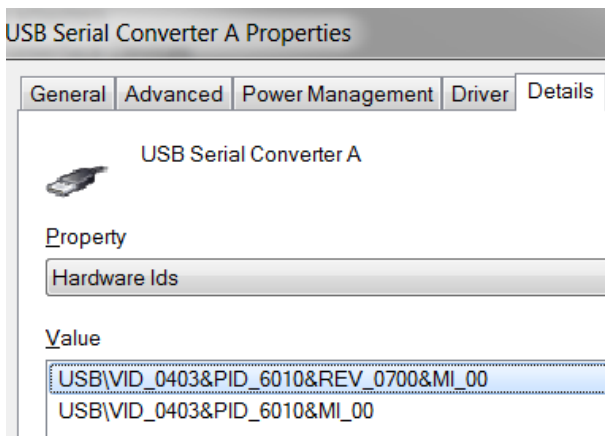 USB Serial Converter A Properties
General Advanced Power Management Driver Details
USB Serial Converter A
Property
Hardware Ids
Value
USB\VID_0403&PID_6010&REV_0700&MI_00
USB\VID_0403&PID_6010&MI_00